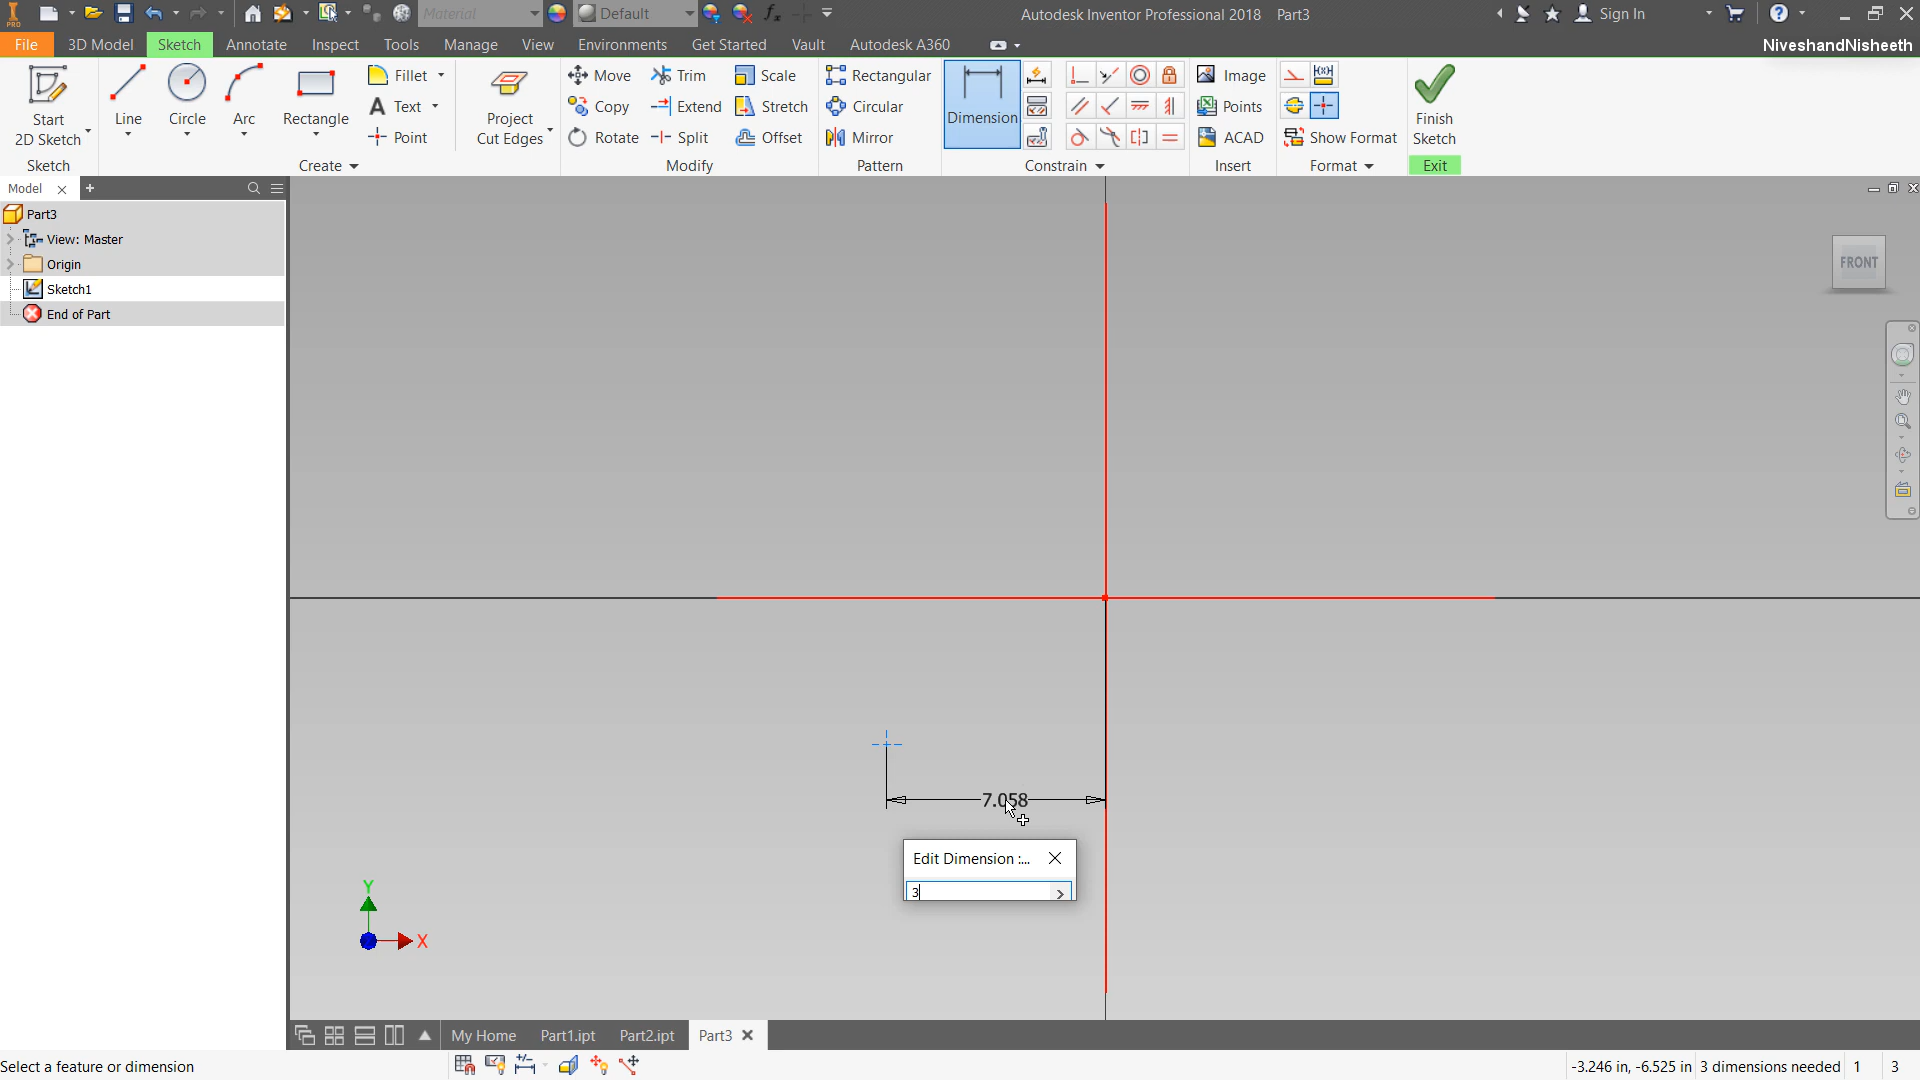 Material
Default
Autodesk Inventor Professional 2018 Part3
Sign In
PRO
File 3D Model Sketch Annotate Inspect Tools Manage View Environments Get Started Vault Autodesk A360
NiveshandNisheeth
Start
2D Sketch
Line Circle Arc Rectangle
Fillet
Text
Point
Project
Cut Edges
Move Trim Scale
Copy Extend Stretch
Rotate Split Offset
Rectangular
Circular
Mirror
Dimension
Image
Points
ACAD
Show Format
Finish
Sketch
Sketch Create Modify Pattern Constrain Insert Format Exit
Model
Part3
View: Master
Origin
Sketch1
End of Part
FRONT
7.058
Edit Dimension :...
3
Y
X
My Home Part1.ipt Part2.ipt Part3
Select a feature or dimension
-3.246 in, -6.525 in 3 dimensions needed 1 3